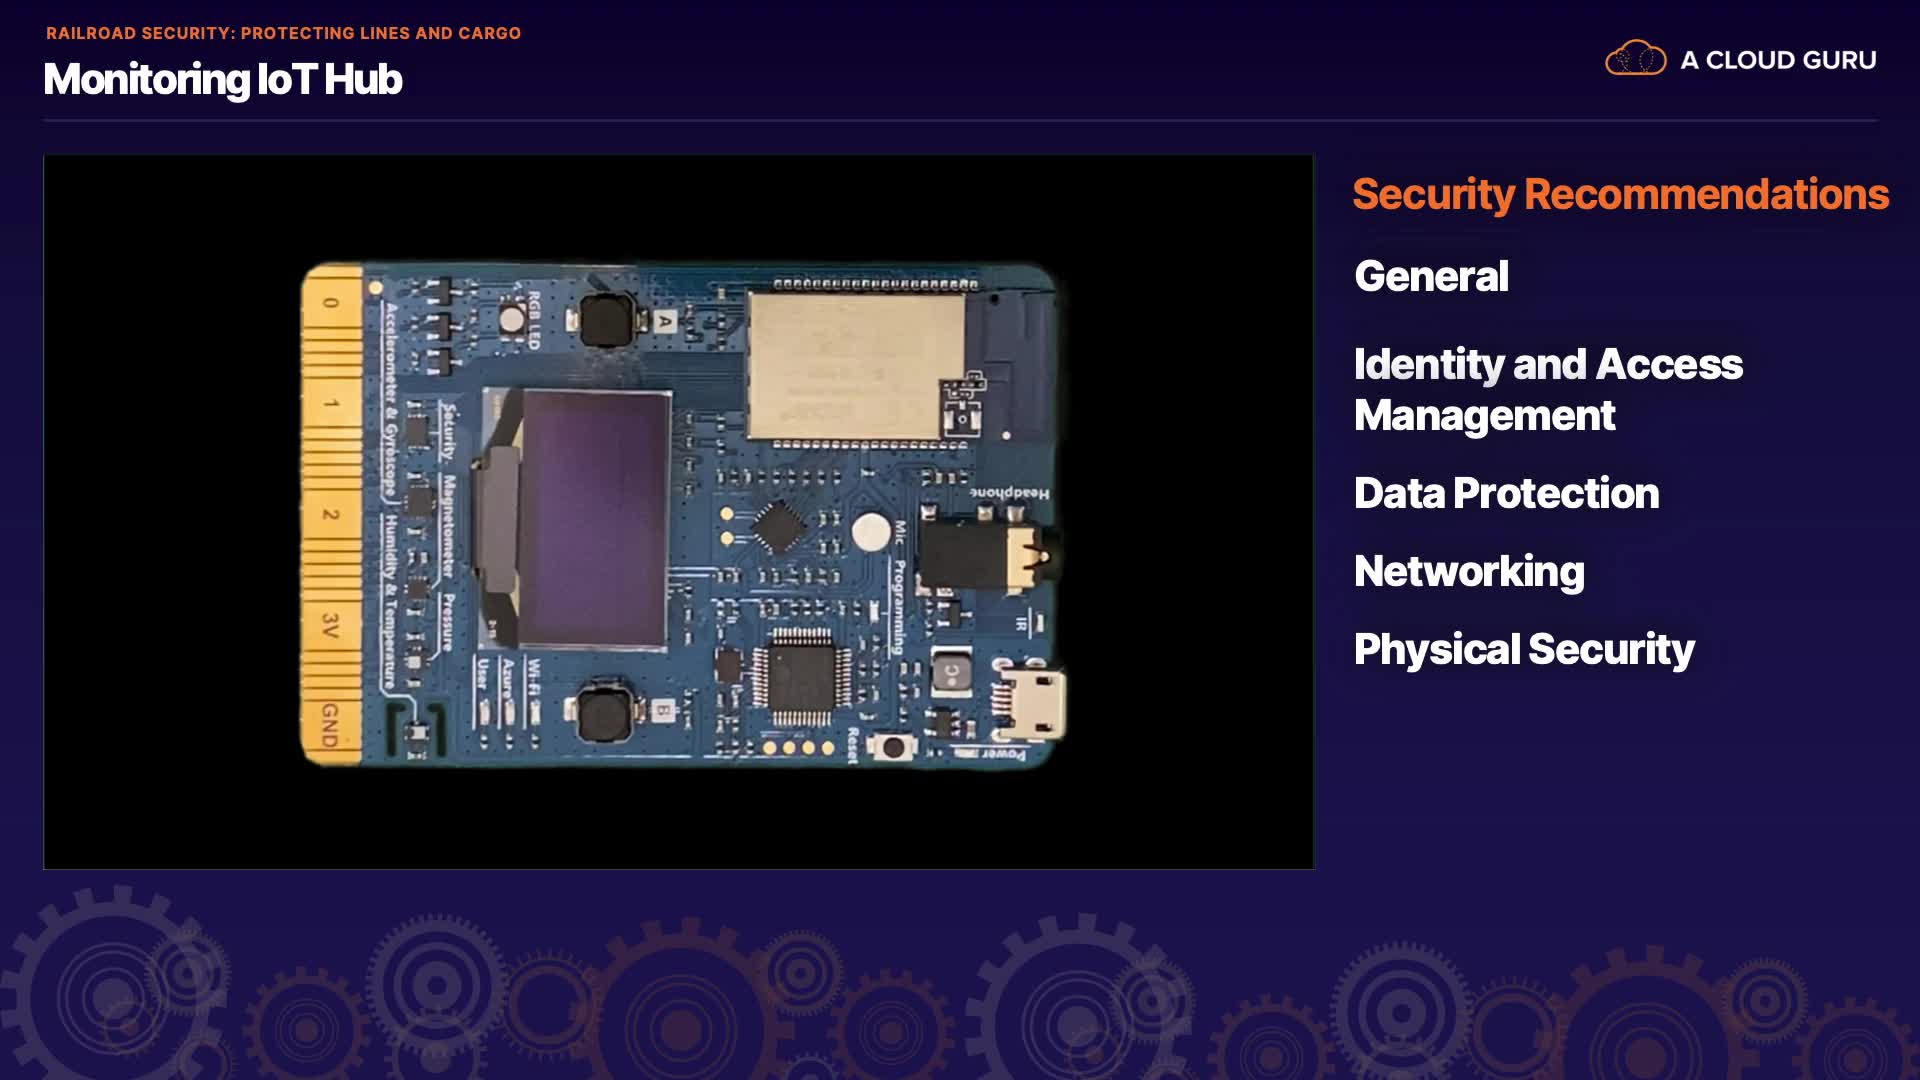 RAILROAD SECURITY: PROTECTING LINES AND CARGO
Monitoring IoT Hub
A CLOUD GURU
0
1
2
3V
GND
Accelerometer & Gyroscope
Humidity & Temperature
Security
Magnetometer
Pressure
RGB LED
A
B
User
Azure
Wi-Fi
Headphone
Mic
Programming
IR
Reset
Power
Security Recommendations
General
Identity and Access
Management
Data Protection
Networking
Physical Security